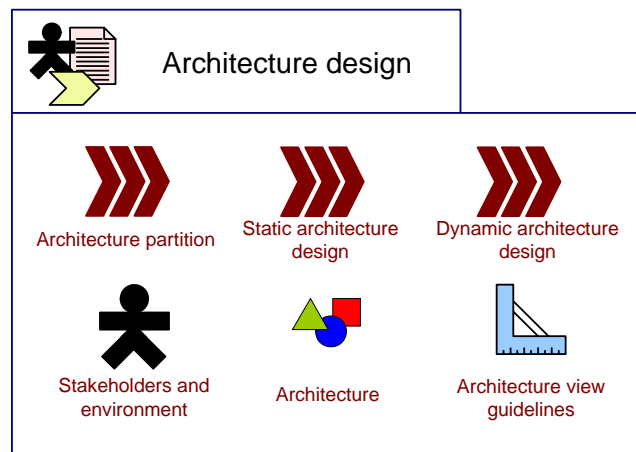 Architecture design
Architecture partition
Static architecture
design
Dynamic architecture
design
Stakeholders and
environment
Architecture
Architecture view
guidelines